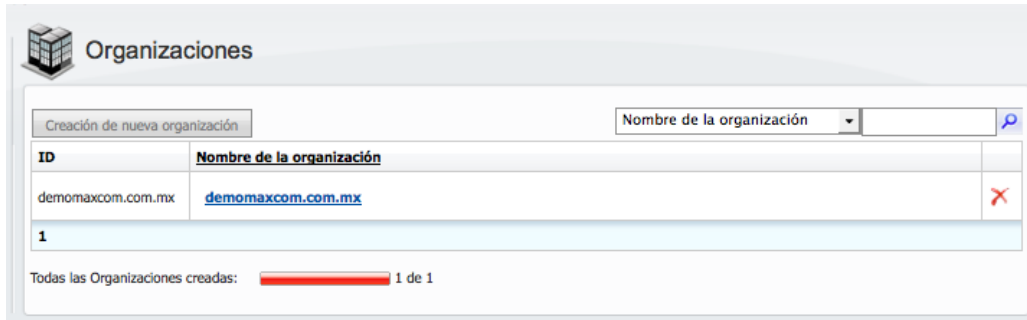 Organizaciones
Creación de nueva organización
Nombre de la organización
ID Nombre de la organización
demomaxcom.com.mx demomaxcom.com.mx
1
Todas las Organizaciones creadas: 1 de 1